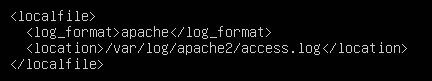 <localfile>
  <log_format>apache</log_format>
  <location>/var/log/apache2/access.log</location>
</localfile>